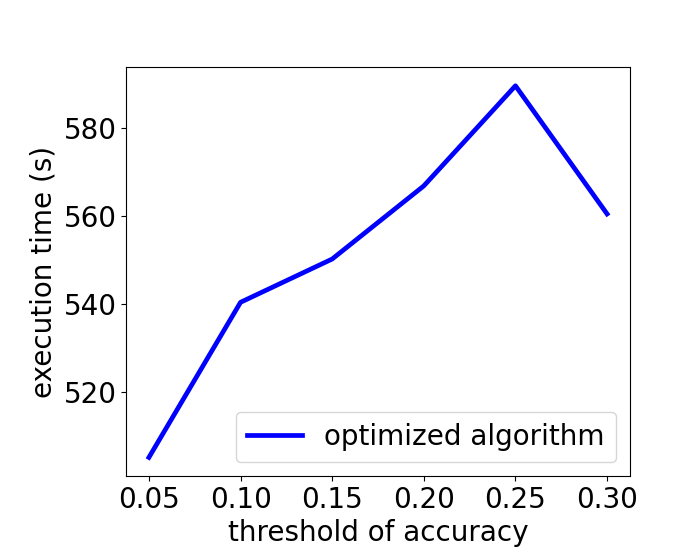 execution time (s)
580
560
540
520
optimized algorithm
0.05 0.10 0.15 0.20 0.25 0.30
threshold of accuracy